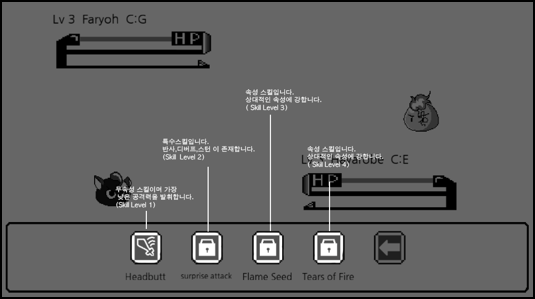 Lv 3 Faryoh C:G
HP
속성 스킬입니다.
상대적인 속성에 강합니다.
( Skill Level 3)
특수스킬입니다.
반사,디버프,스턴 이 존재합니다.
(Skill Level 2)
속성 스킬입니다.
상대적인 속성에 강합니다.
( Skill Level 4)
C:E
HP
무속성 스킬이며 가장
낮은 공격력을 발휘합니다.
(Skill Level 1)
Headbutt
surprise attack
Flame Seed
Tears of Fire